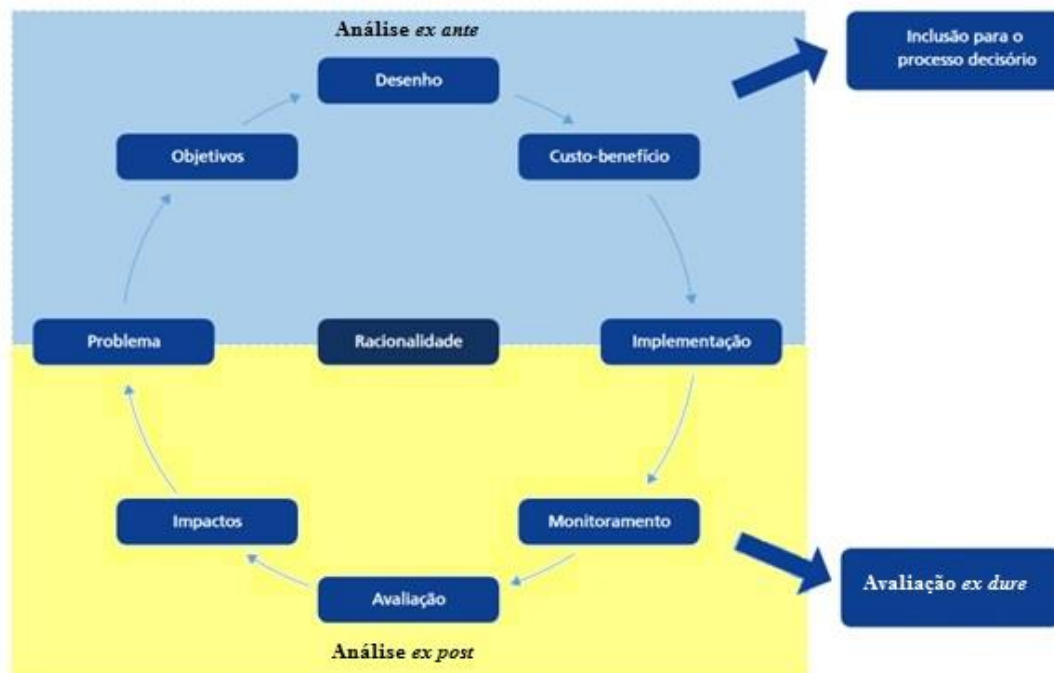 Análise ex ante
Desenho
Inclusão para o
processo decisório
Objetivos
Custo-benefício
Problema
Racionalidade
Implementação
Impactos
Monitoramento
Avaliação
Avaliação ex dure
Análise ex post